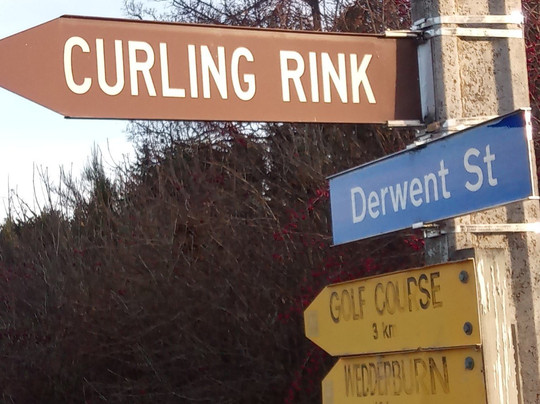 CURLING RINK
Derwent St
GOLF COURSE
3 km
WEDDERBURN